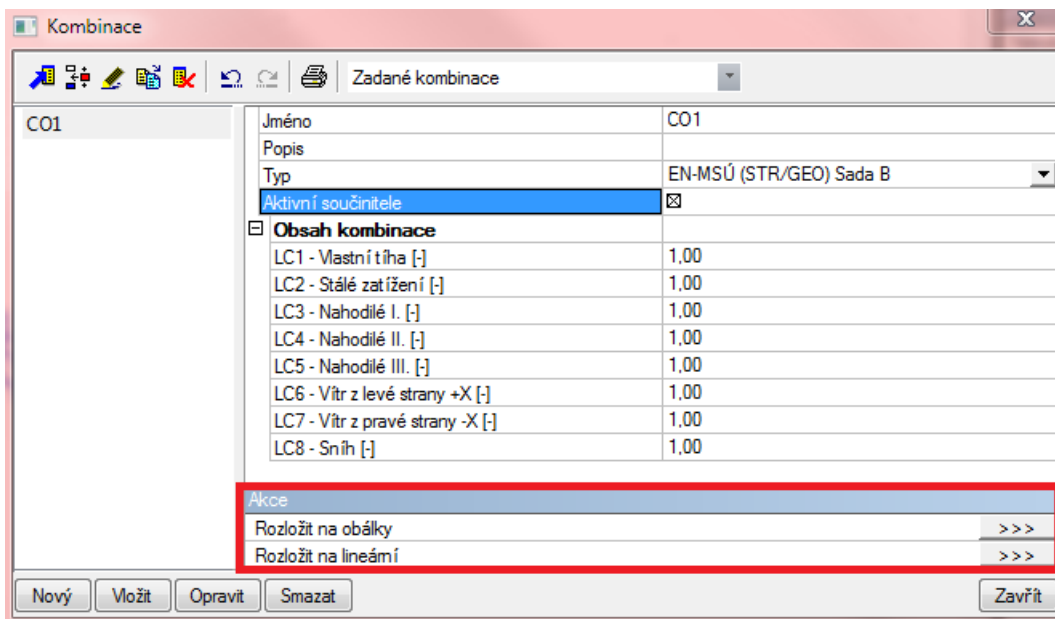 Kombinace
Zadané kombinace
CO1
Jméno CO1
Popis
Typ EN-MSÚ (STR/GEO) Sada B
Aktivní součinitele
Obsah kombinace
LC1 - Vlastní tíha [-] 1,00
LC2 - Stálé zatížení [-] 1,00
LC3 - Nahodilé I. [-] 1,00
LC4 - Nahodilé II. [-] 1,00
LC5 - Nahodilé III. [-] 1,00
LC6 - Vítr z levé strany +X [-] 1,00
LC7 - Vítr z pravé strany -X [-] 1,00
LC8 - Sníh [-] 1,00
Akce
Rozložit na obálky >>>
Rozložit na lineární >>>
Nový Vložit Opravit Smazat Zavřít